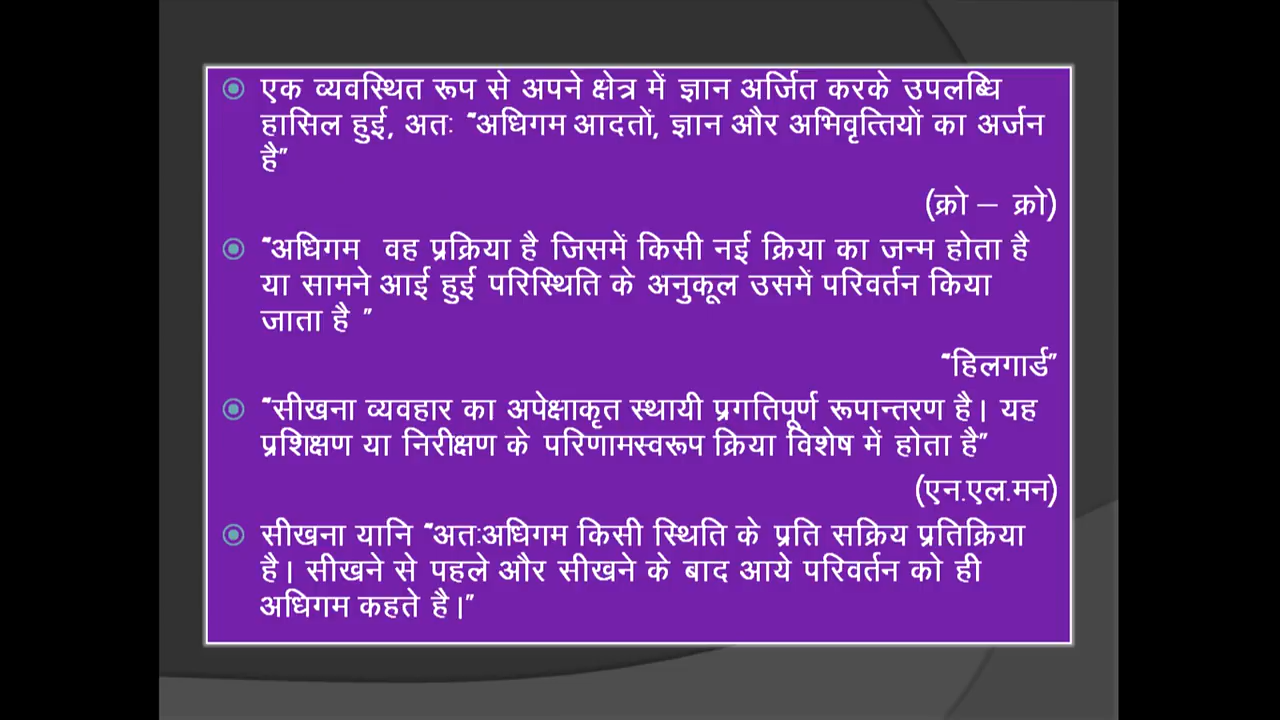 एक व्यवस्थित रूप से अपने क्षेत्र में ज्ञान अर्जित करके उपलब्धि
हासिल हुई, अतः “अधिगम आदतों, ज्ञान और अभिवृत्तियों का अर्जन
है”
(क्रो – क्रो)
“अधिगम वह प्रक्रिया है जिसमें किसी नई क्रिया का जन्म होता है
या सामने आई हुई परिस्थिति के अनुकूल उसमें परिवर्तन किया
जाता है ”
“हिलगार्ड”
“सीखना व्यवहार का अपेक्षाकृत स्थायी प्रगतिपूर्ण रूपान्तरण है। यह
प्रशिक्षण या निरीक्षण के परिणामस्वरूप क्रिया विशेष में होता है”
(एन.एल.मन)
सीखना यानि “अतःअधिगम किसी स्थिति के प्रति सक्रिय प्रतिक्रिया
है। सीखने से पहले और सीखने के बाद आये परिवर्तन को ही
अधिगम कहते है।”